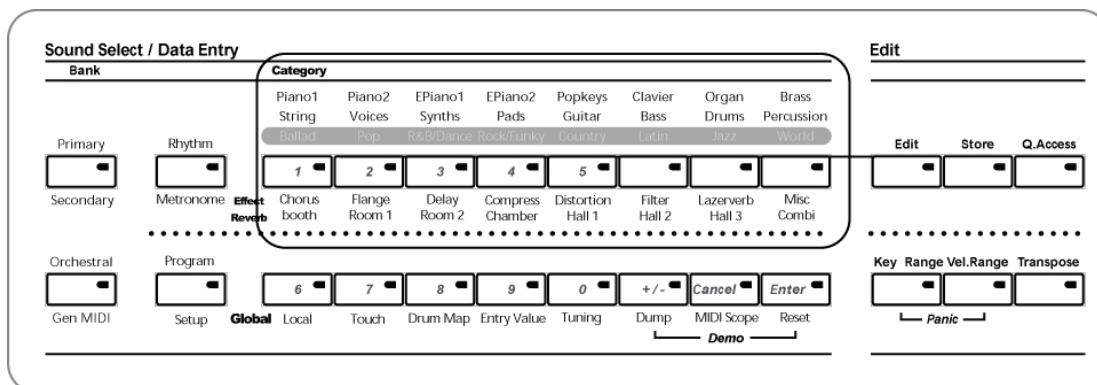 Sound Select / Data Entry Edit
Bank Category
Piano1 Piano2 EPiano1 EPiano2 Popkeys Clavier Organ Brass
String Voices Synths Pads Guitar Bass Drums Percussion
Ballad Pop R&B/Dance Rock/Funky Country Latin Jazz World
Primary Rhythm Edit Store Q.Access
1 2 3 4 5
Secondary Metronome Effect Chorus Flange Delay Compress Distortion Filter Lazerverb Misc
Reverb booth Room 1 Room 2 Chamber Hall 1 Hall 2 Hall 3 Combi
Orchestral Program Key Range Vel.Range Transpose
6 7 8 9 0 +/- Cancel Enter
Gen MIDI Setup Global Local Touch Drum Map Entry Value Tuning Dump MIDI Scope Reset Panic
Demo